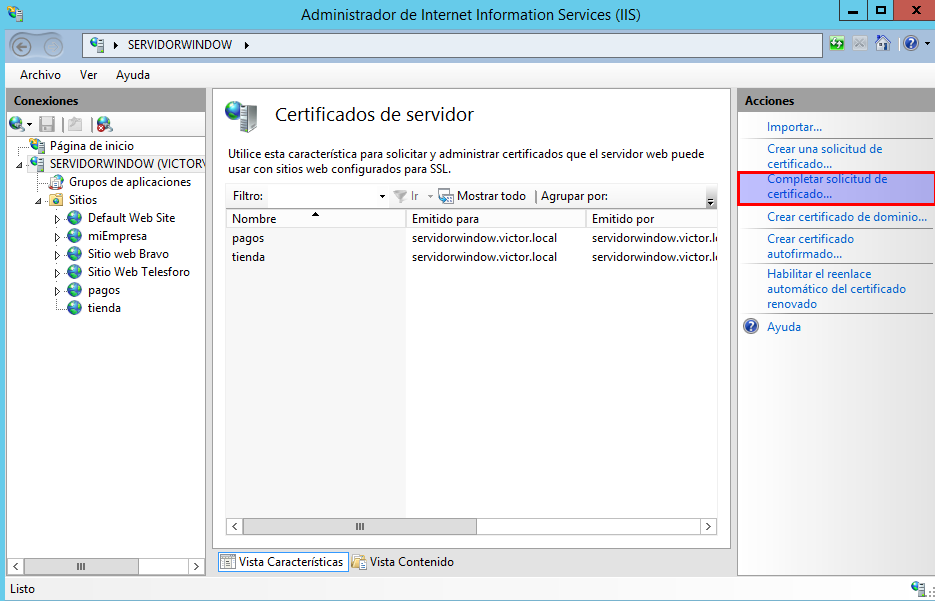 Administrador de Internet Information Services (IIS)
SERVIDORWINDOW
Archivo Ver Ayuda
Conexiones
Página de inicio
SERVIDORWINDOW (VICTOR\
Grupos de aplicaciones
Sitios
Default Web Site
miEmpresa
Sitio web Bravo
Sitio Web Telesforo
pagos
tienda
Certificados de servidor
Utilice esta característica para solicitar y administrar certificados que el servidor web puede
usar con sitios web configurados para SSL.
Filtro: Ir Mostrar todo Agrupar por:
Nombre Emitido para Emitido por
pagos servidorwindow.victor.local servidorwindow.victor.l
tienda servidorwindow.victor.local servidorwindow.victor.l
Vista Características Vista Contenido
Acciones
Importar...
Crear una solicitud de
certificado...
Completar solicitud de
certificado...
Crear certificado de dominio...
Crear certificado
autofirmado...
Habilitar el reenlace
automático del certificado
renovado
Ayuda
Listo